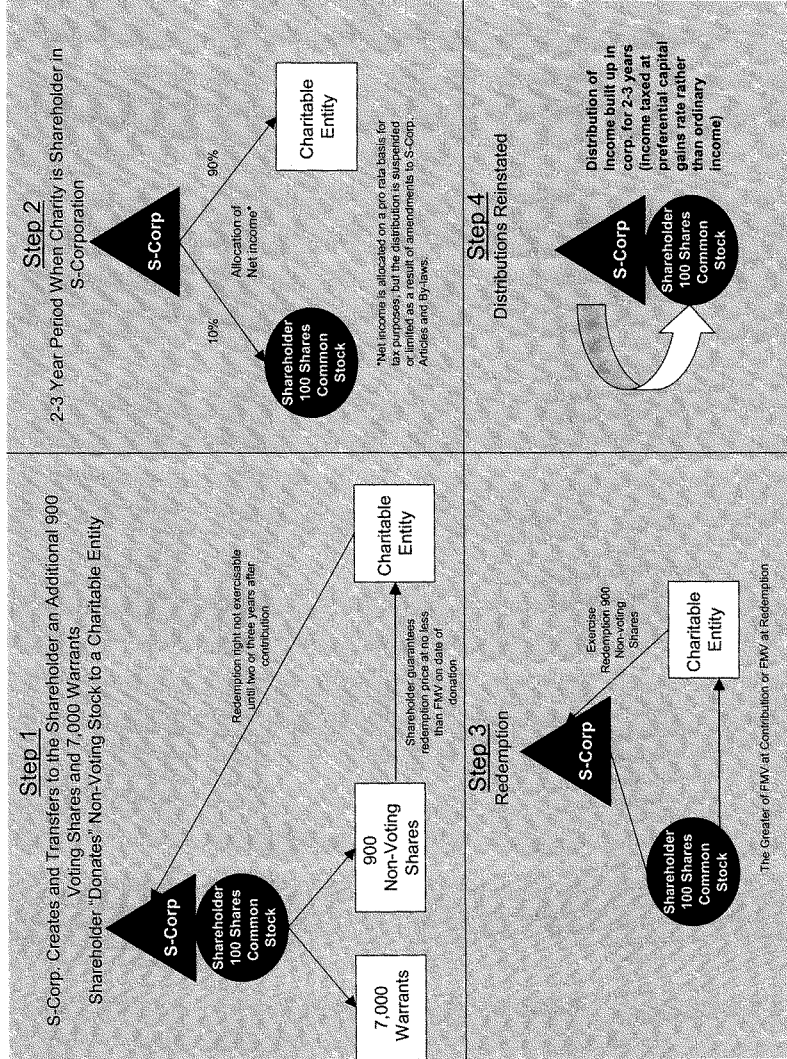 Step 1
S-Corp. Creates and Transfers to the Shareholder an Additional 900
Voting Shares and 7,000 Warrants
Shareholder "Donates" Non-Voting Stock to a Charitable Entity
S-Corp
Shareholder
100 Shares
Common
Stock
7,000
Warrants
900
Non-Voting
Shares
Redemption right not exercisable
until two or three years after
contribution.
Shareholder guarantees
redemption price at no less
than FMV on date of
donation.
Charitable
Entity
Step 2
2-3 Year Period When Charity is Shareholder in
S-Corporation
S-Corp
10%
90%
Allocation of
Net income*
Shareholder
100 Shares
Common
Stock
Charitable
Entity
*Net income is allocated on a pro rata basis for
tax purposes, but the distribution is suspended
or limited as a result of amendments to S-Corp.
Articles and By-laws.
Step 3
Redemption
S-Corp
Exercise
Redemption 900
Non-voting
Shares
Shareholder
100 Shares
Common
Stock
Charitable
Entity
The Greater of FMV at Contribution or FMV at Redemption
Step 4
Distributions Reinstated
S-Corp
Shareholder
100 Shares
Common
Stock
Distribution of
Income built up in
corp. for 2-3 years
(Income taxed at
preferential capital
gains rate rather
than ordinary
income)